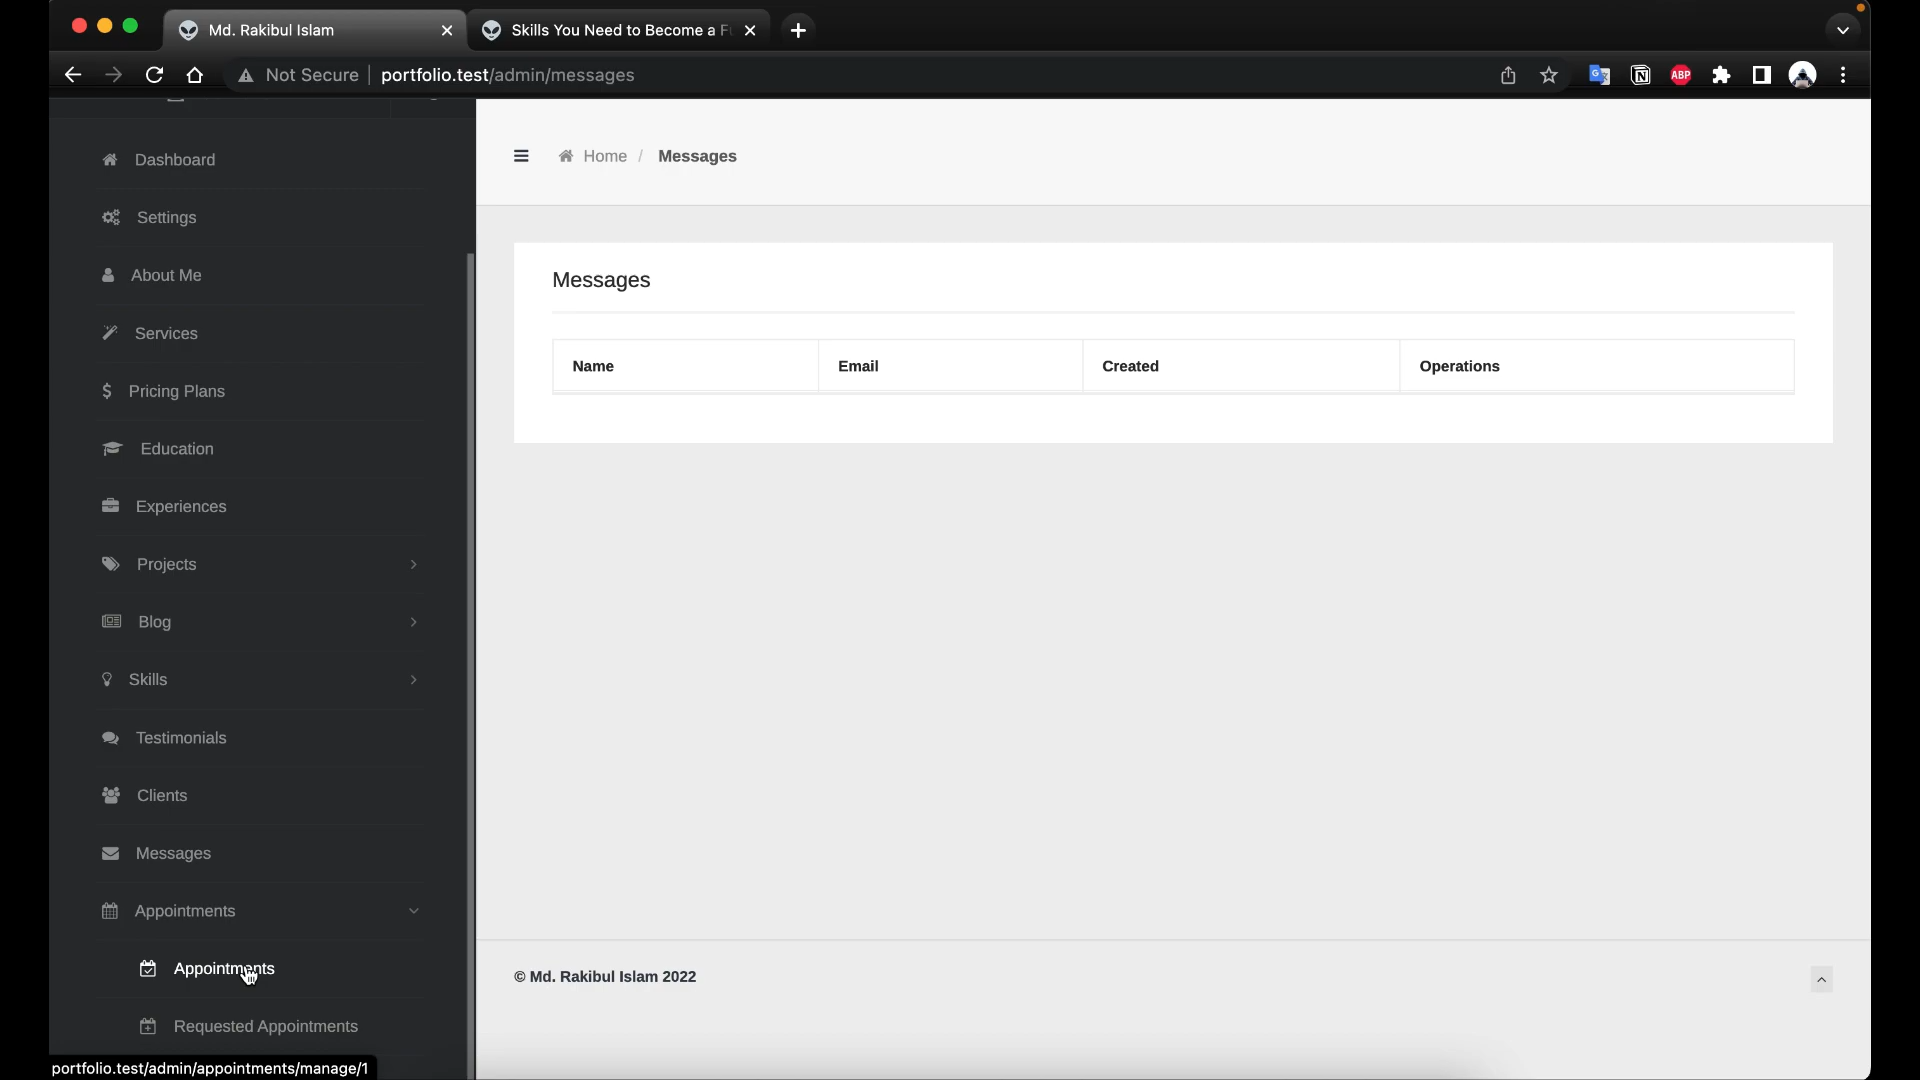 Md. Rakibul Islam
Skills You Need to Become a F
Not Secure
portfolio.test/admin/messages
ABP
Dashboard
Settings
About Me
Services
Pricing Plans
Education
Experiences
Projects
Blog
Skills
Testimonials
Clients
Messages
Appointments
Appointments
Requested Appointments
portfolio.test/admin/appointments/manage/1
Home / Messages
Messages
Name Email Created Operations
© Md. Rakibul Islam 2022